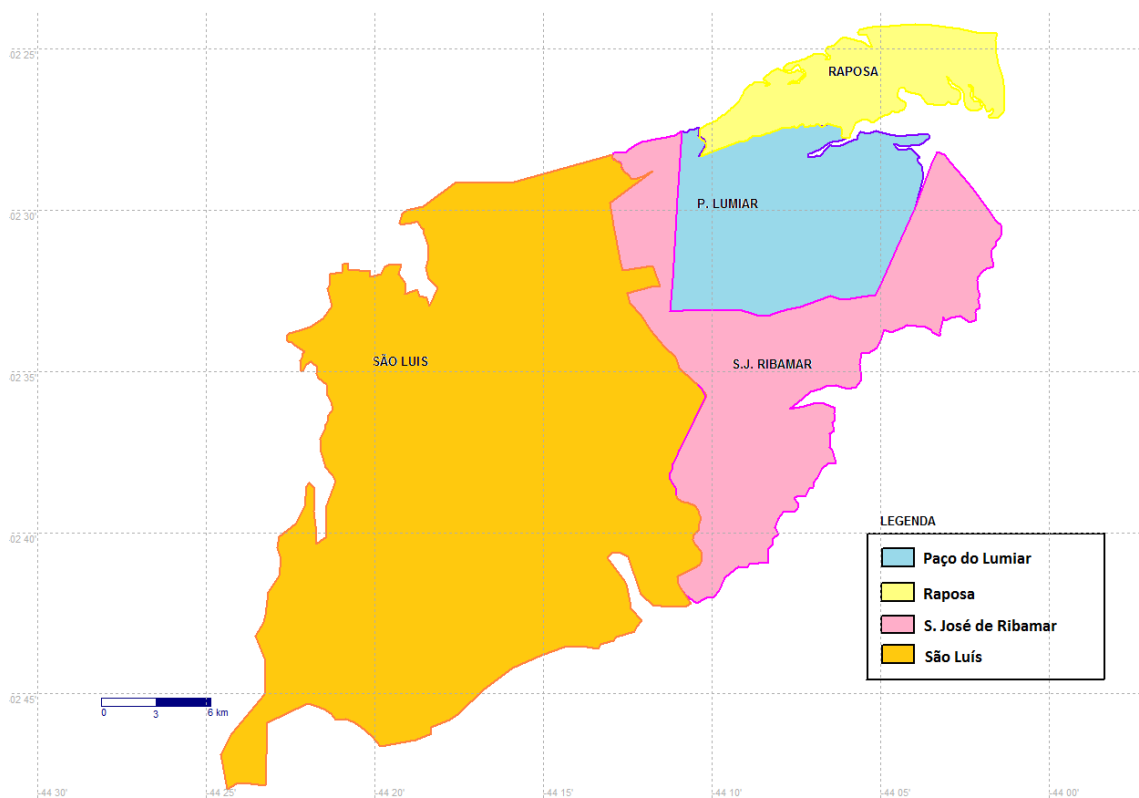 02 25'
RAPOSA
02 30'
P. LUMIAR
SÃO LUIS
02 35'
S.J. RIBAMAR
LEGENDA
02 40'
Paço do Lumiar
Raposa
S. José de Ribamar
São Luís
02 45'
0 3 6 km
-44 30' -44 25' -44 20' -44 15' -44 10' -44 05' -44 00'